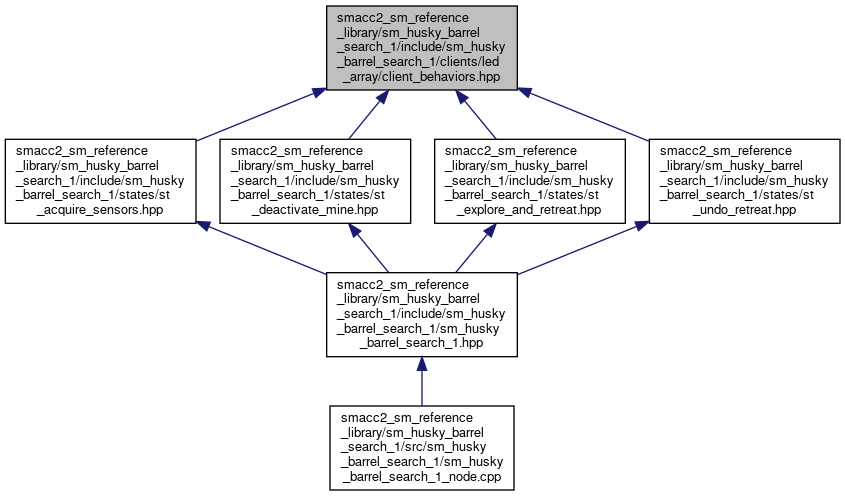 smacc2_sm_reference
_library/sm_husky_barrel
_search_1/include/sm_husky
_barrel_search_1/clients/led
_array/client_behaviors.hpp
smacc2_sm_reference
_library/sm_husky_barrel
_search_1/include/sm_husky
_barrel_search_1/states/st
_acquire_sensors.hpp
smacc2_sm_reference
_library/sm_husky_barrel
_search_1/include/sm_husky
_barrel_search_1/states/st
_deactivate_mine.hpp
smacc2_sm_reference
_library/sm_husky_barrel
_search_1/include/sm_husky
_barrel_search_1/states/st
_explore_and_retreat.hpp
smacc2_sm_reference
_library/sm_husky_barrel
_search_1/include/sm_husky
_barrel_search_1/states/st
_undo_retreat.hpp
smacc2_sm_reference
_library/sm_husky_barrel
_search_1/include/sm_husky
_barrel_search_1/sm_husky
_barrel_search_1.hpp
smacc2_sm_reference
_library/sm_husky_barrel
_search_1/src/sm_husky
_barrel_search_1/sm_husky
_barrel_search_1_node.cpp